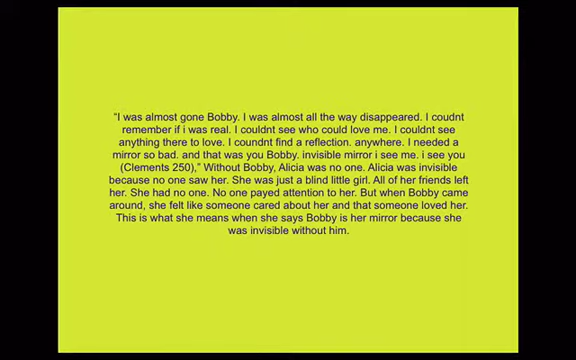 “I was almost gone Bobby. I was almost all the way disappeared. I coudnt
remember if i was real. I couldnt see who could love me. I couldnt see
anything there to love. I coundnt find a reflection. anywhere. I needed a
mirror so bad. and that was you Bobby. invisible mirror i see me. i see you
(Clements 250),” Without Bobby, Alicia was no one. Alicia was invisible
because no one saw her. She was just a blind little girl. All of her friends left
her. She had no one. No one payed attention to her. But when Bobby came
around, she felt like someone cared about her and that someone loved her.
This is what she means when she says Bobby is her mirror because she
was invisible without him.